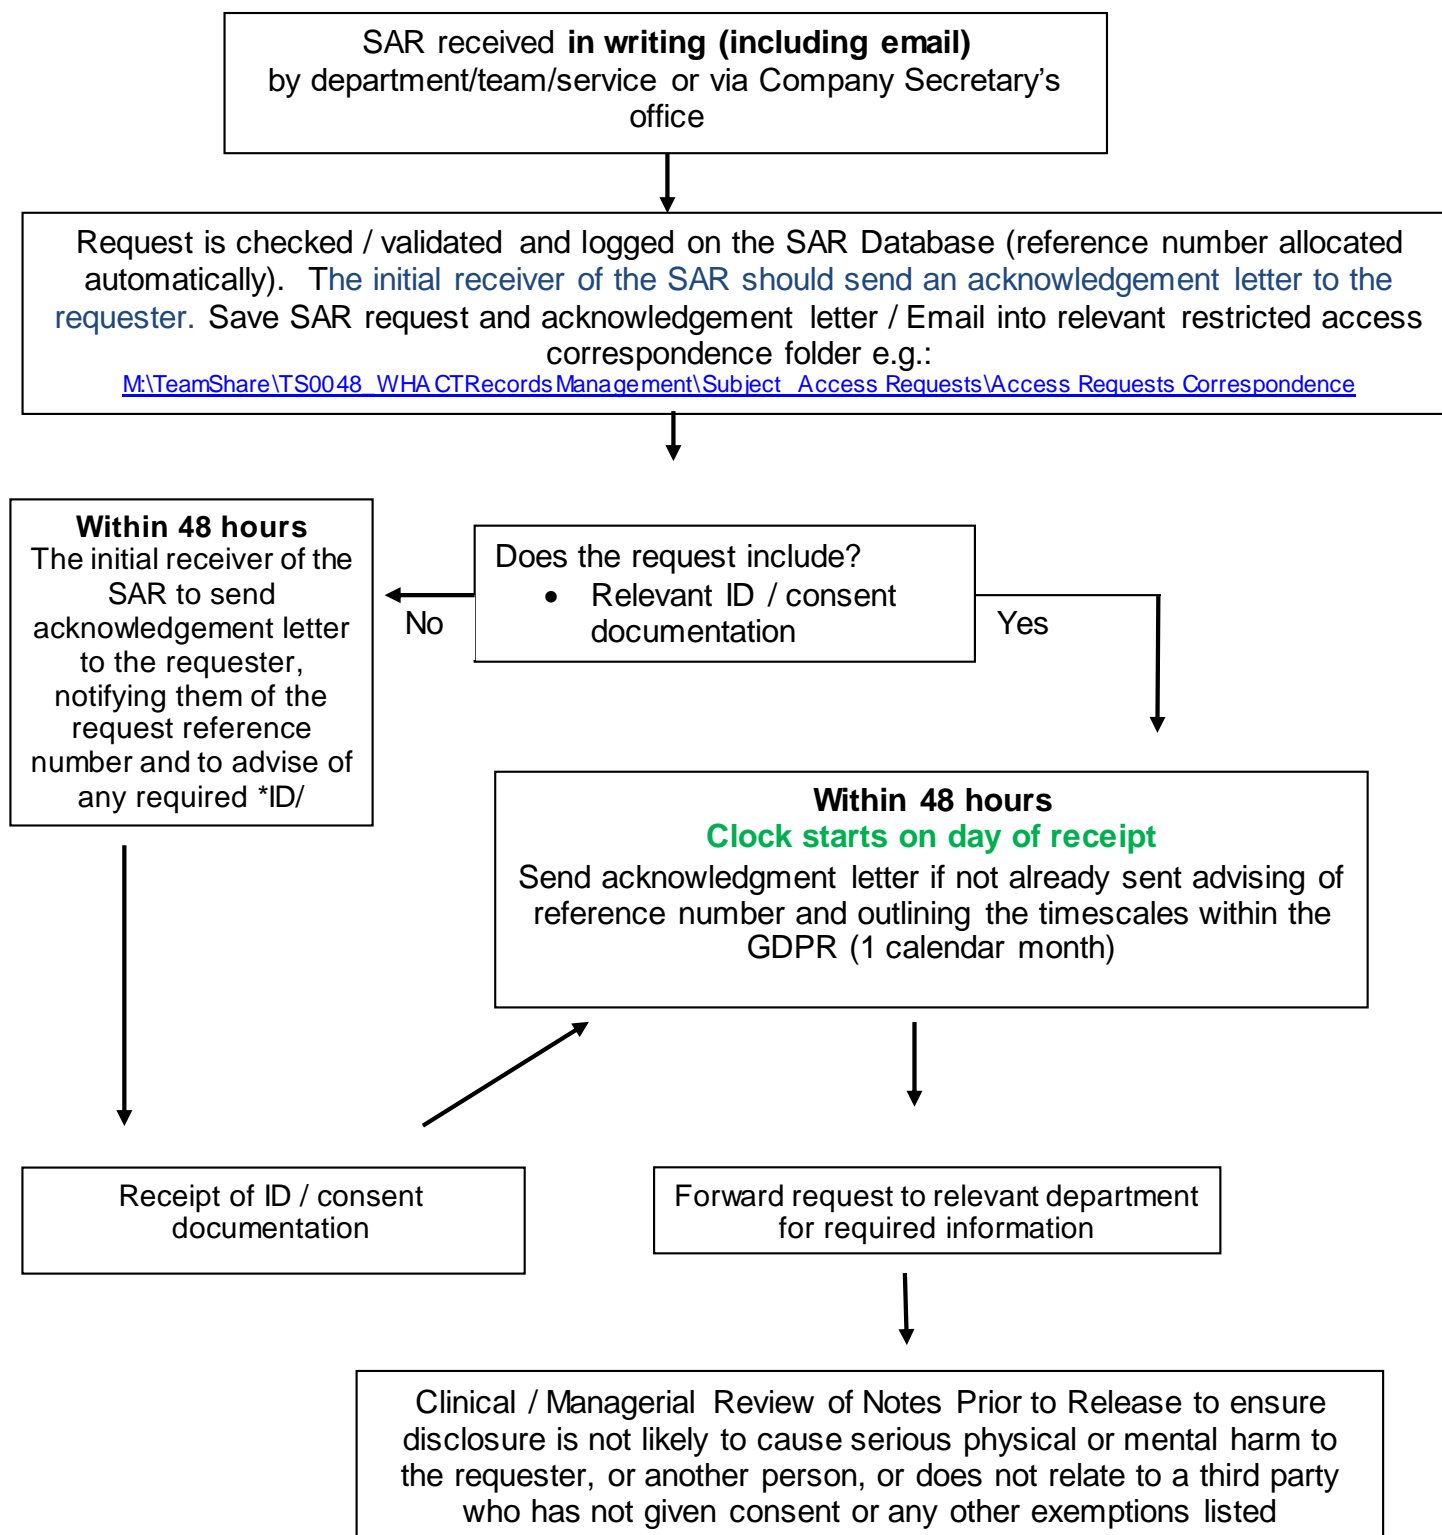 SAR received in writing (including email)
by department/team/service or via Company Secretary's
office
Request is checked / validated and logged on the SAR Database (reference number allocated
automatically). The initial receiver of the SAR should send an acknowledgement letter to the
requester. Save SAR request and acknowledgement letter / Email into relevant restricted access
correspondence folder e.g.:
M:\TeamShare\TS0048_WHACTRecordsManagement\Subject_Access Requests\Access Requests Correspondence
Within 48 hours
The initial receiver of the
SAR to send
acknowledgement letter
to the requester,
notifying them of the
request reference
number and to advise of
any required *ID/
Does the request include?
• Relevant ID / consent
documentation
No
Yes
Within 48 hours
Clock starts on day of receipt
Send acknowledgment letter if not already sent advising of
reference number and outlining the timescales within the
GDPR (1 calendar month)
Receipt of ID / consent
documentation
Forward request to relevant department
for required information
Clinical / Managerial Review of Notes Prior to Release to ensure
disclosure is not likely to cause serious physical or mental harm to
the requester, or another person, or does not relate to a third party
who has not given consent or any other exemptions listed